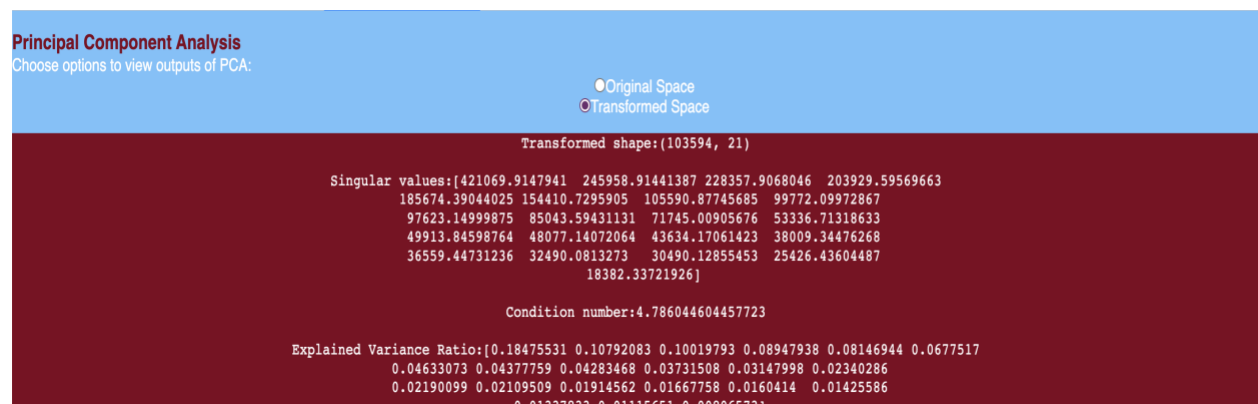 Principal Component Analysis
Choose options to view outputs of PCA:
Original Space
Transformed Space
Transformed shape:(103594, 21)
Singular values:[421069.9147941 245958.91441387 228357.9068046 203929.59569663
185674.39044025 154410.7295905 105590.87745685 99772.09972867
97623.14999875 85043.59431131 71745.00905676 53336.71318633
49913.84598764 48077.14072064 43634.17061423 38009.34476268
36559.44731236 32490.0813273 30490.12855453 25426.43604487
18382.33721926]
Condition number:4.786044604457723
Explained Variance Ratio:[0.18475531 0.10792083 0.10019793 0.08947938 0.08146944 0.0677517
0.04633073 0.04377759 0.04283468 0.03731508 0.03147998 0.02340286
0.02190099 0.02109509 0.01914562 0.01667758 0.0160414 0.01425586